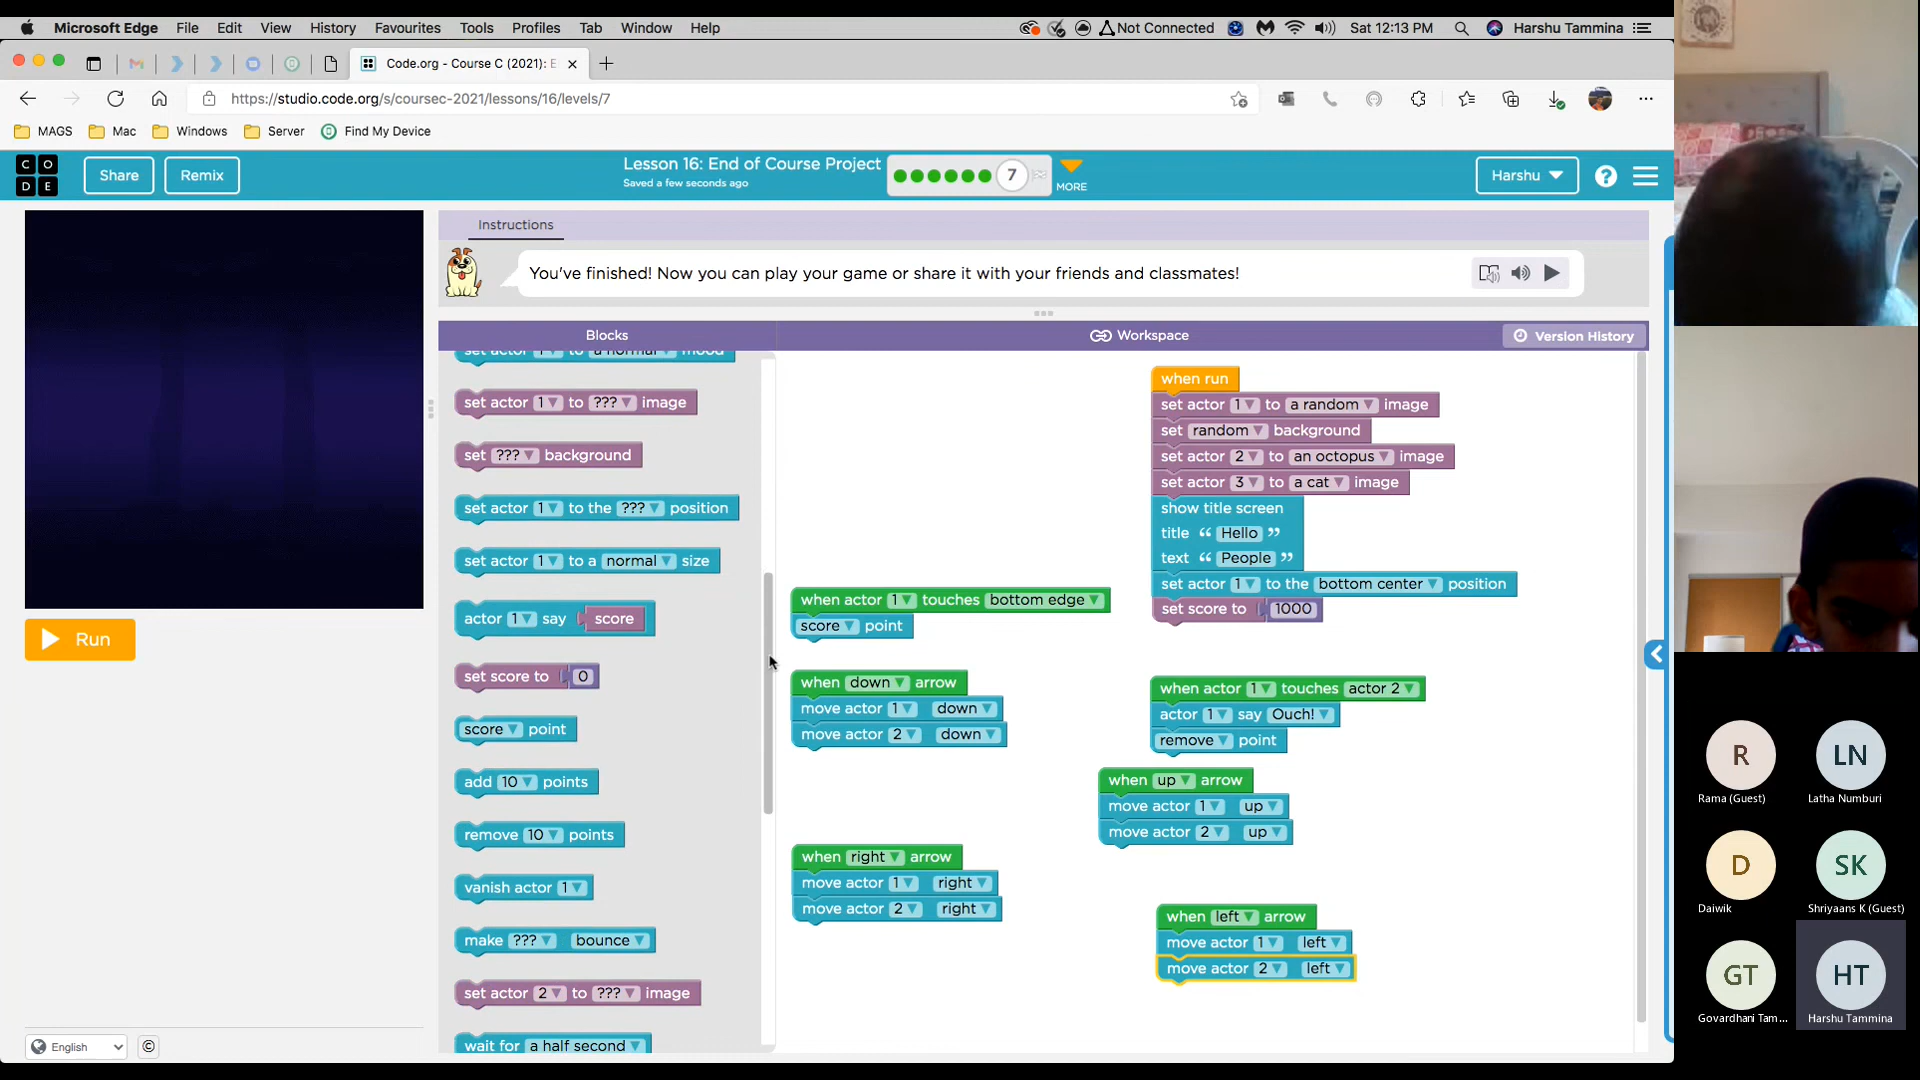 Microsoft Edge File Edit View History Favourites Tools Profiles Tab Window Help Not Connected Sat 12:13 PM Harshu Tammina
Code.org - Course C (2021): E
https://studio.code.org/s/coursec-2021/lessons/16/levels/7
MAGS Mac Windows Server Find My Device
C O D E
Share Remix
Lesson 16: End of Course Project
Saved a few seconds ago
7
MORE
Harshu
Instructions
You've finished! Now you can play your game or share it with your friends and classmates!
Blocks
Workspace
Version History
set actor 1 to a normal mood
set actor 1 to ??? image
set ??? background
set actor 1 to the ??? position
set actor 1 to a normal size
actor 1 say score
set score to 0
score point
add 10 points
remove 10 points
vanish actor 1
make ??? bounce
set actor 2 to ??? image
wait for a half second
when run
set actor 1 to a random image
set random background
set actor 2 to an octopus image
set actor 3 to a cat image
show title screen
title “ Hello ”
text “ People ”
set actor 1 to the bottom center position
set score to 1000
when actor 1 touches bottom edge
score point
when down arrow
move actor 1 down
move actor 2 down
when actor 1 touches actor 2
actor 1 say Ouch!
remove point
when up arrow
move actor 1 up
move actor 2 up
when right arrow
move actor 1 right
move actor 2 right
when left arrow
move actor 1 left
move actor 2 left
Run
English
©
R
Rama (Guest)
LN
Latha Numburi
D
Daiwik
SK
Shriyaans K (Guest)
GT
Govardhani Tam...
HT
Harshu Tammina